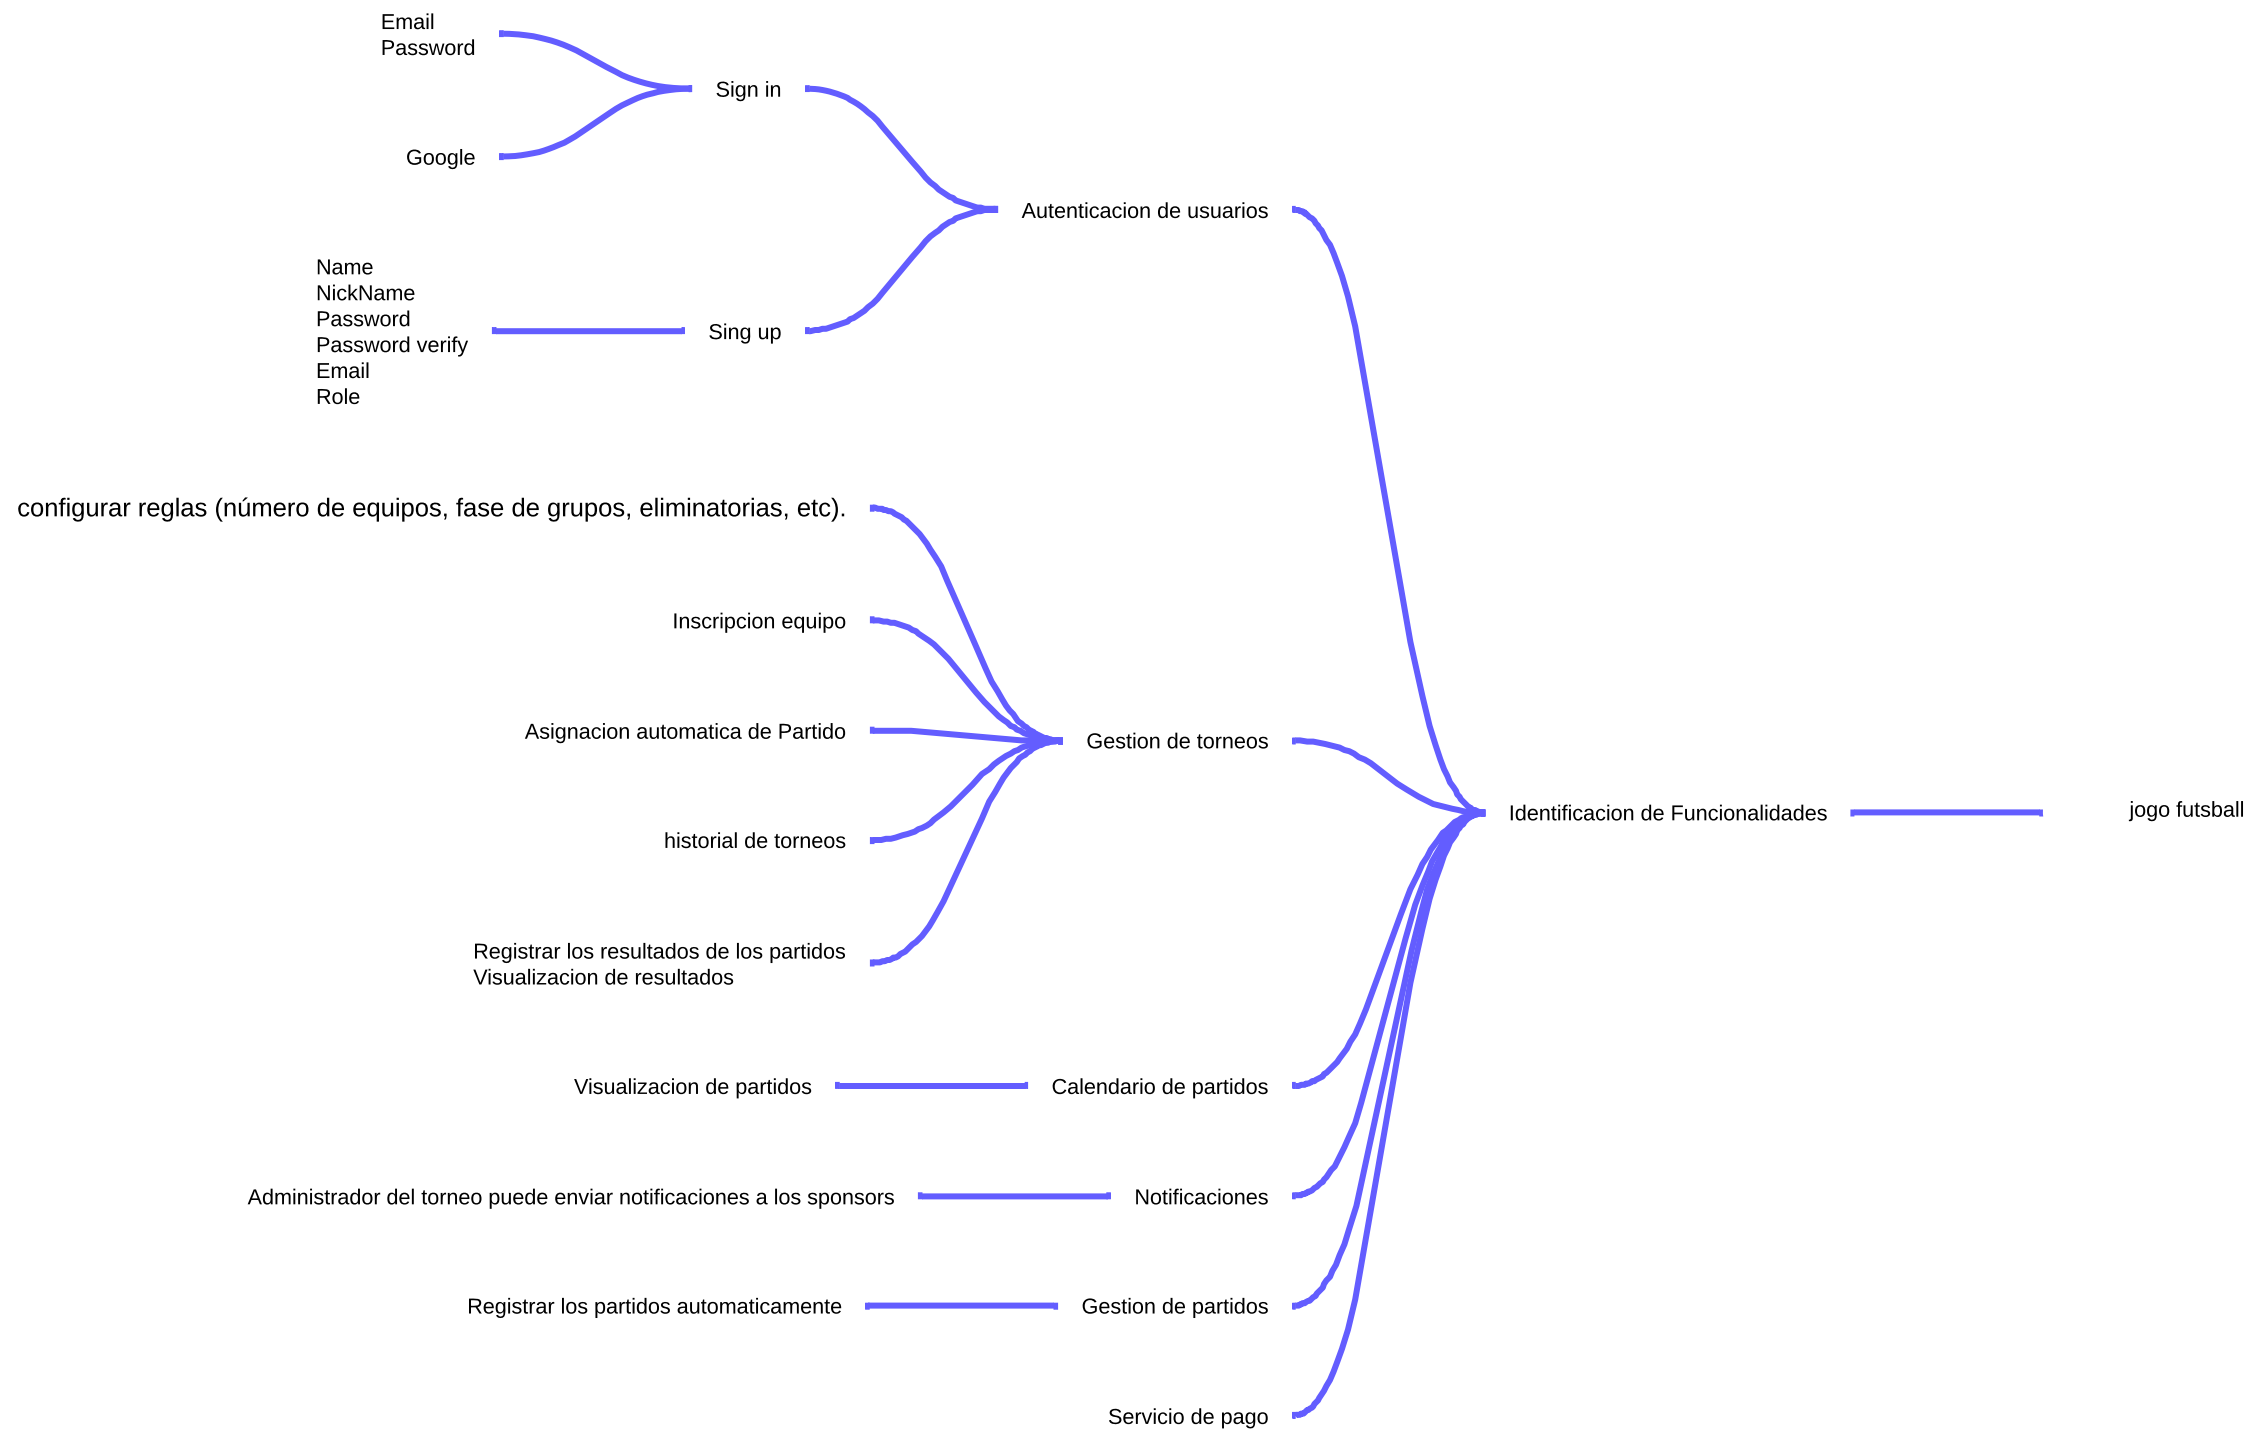 Email
Password
Sign in
Google
Autenticacion de usuarios
Name
NickName
Password
Password verify
Email
Role
Sing up
configurar reglas (número de equipos, fase de grupos, eliminatorias, etc).
Inscripcion equipo
Asignacion automatica de Partido
Gestion de torneos
historial de torneos
Registrar los resultados de los partidos
Visualizacion de resultados
Identificacion de Funcionalidades
jogo futsball
Visualizacion de partidos
Calendario de partidos
Administrador del torneo puede enviar notificaciones a los sponsors
Notificaciones
Registrar los partidos automaticamente
Gestion de partidos
Servicio de pago